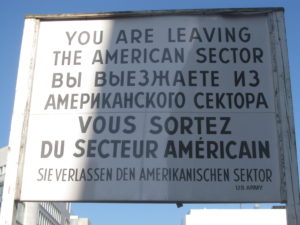 YOU ARE LEAVING
THE AMERICAN SECTOR
ВЫ ВЫЕЗЖАЕТЕ ИЗ
АМЕРИКАНСКОГО СЕКТОРА
VOUS SORTEZ
DU SECTEUR AMÉRICAIN
SIE VERLASSEN DEN AMERIKANISCHEN SEKTOR
US ARMY